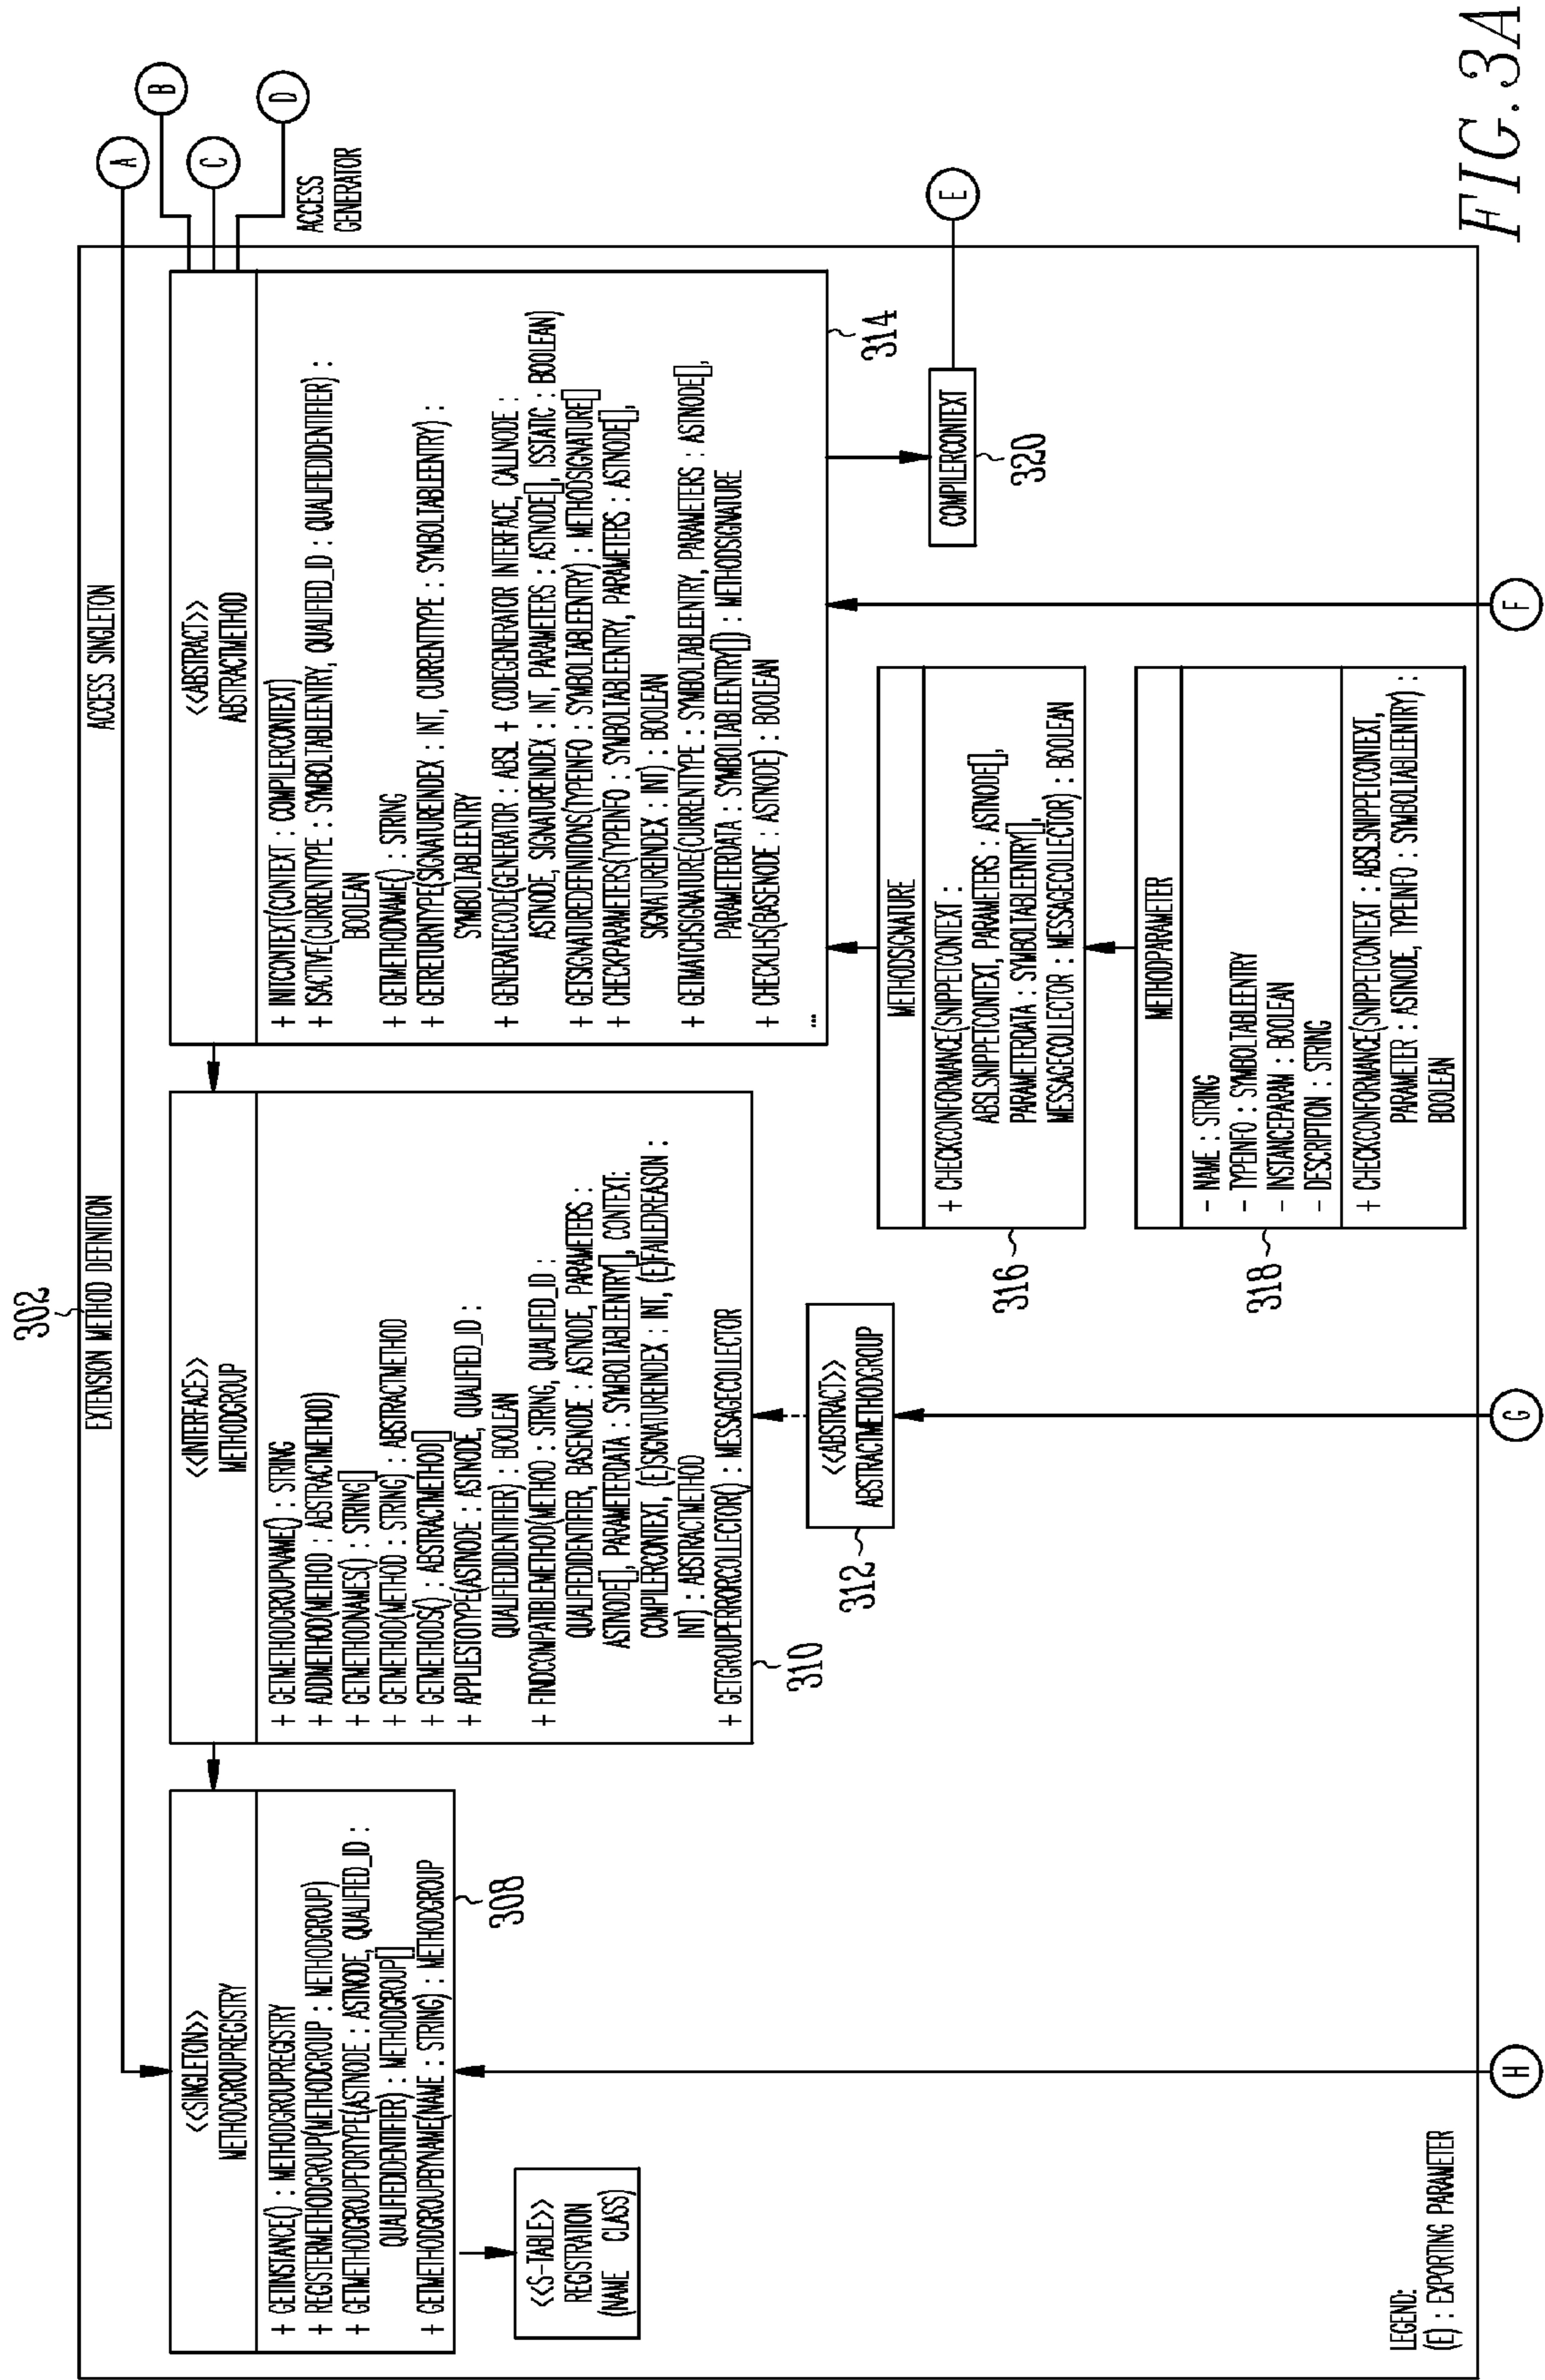 302
EXTENSION METHOD DEFINITION
ACCESS SINGLETON
A
B
C
D
ACCESS
GENERATOR
<<SINGLETON>>
METHODGROUPREGISTRY
+ GETINSTANCE() : METHODGROUPREGISTRY
+ REGISTERMETHODGROUP(METHODGROUP : METHODGROUP)
+ GETMETHODGROUPFORTYPE(ASTNODE : ASTNODE, QUALIFIED_ID :
QUALIFIEDIDENTIFIER) : METHODGROUP[]
+ GETMETHODGROUPBYNAME(NAME : STRING) : METHODGROUP
308
<<S-TABLE>>
REGISTRATION
(NAME CLASS)
<<INTERFACE>>
METHODGROUP
+ GETMETHODGROUPNAME() : STRING
+ ADDMETHOD(METHOD : ABSTRACTMETHOD)
+ GETMETHODNAMES() : STRING[]
+ GETMETHOD(METHOD : STRING) : ABSTRACTMETHOD
+ GETMETHODS() : ABSTRACTMETHOD[]
+ APPLIESTOTYPE(ASTNODE : ASTNODE, QUALIFIED_ID :
QUALIFIEDIDENTIFIER) : BOOLEAN
+ FINDCOMPATIBLEMETHOD(METHOD : STRING, QUALIFIED_ID :
QUALIFIEDIDENTIFIER, BASENODE : ASTNODE, PARAMETERS :
ASTNODE[], PARAMETERDATA : SYMBOLTABLEENTRY[], CONTEXT:
COMPILERCONTEXT, (E)SIGNATUREINDEX : INT, (E)FAILEDREASON :
INT) : ABSTRACTMETHOD
+ GETGROUPERRORCOLLECTOR() : MESSAGECOLLECTOR
310
<<ABSTRACT>>
ABSTRACTMETHODGROUP
312
<<ABSTRACT>>
ABSTRACTMETHOD
+ INITCONTEXT(CONTEXT : COMPILERCONTEXT)
+ ISACTIVE(CURRENTTYPE : SYMBOLTABLEENTRY, QUALIFIED_ID : QUALIFIEDIDENTIFIER) :
BOOLEAN
+ GETMETHODNAME() : STRING
+ GETRETURNTYPE(SIGNATUREINDEX : INT, CURRENTTYPE : SYMBOLTABLEENTRY) :
SYMBOLTABLEENTRY
+ GENERATECODE(GENERATOR : ABSL + CODEGENERATOR INTERFACE, CALLNODE :
ASTNODE, SIGNATUREINDEX : INT, PARAMETERS : ASTNODE[], ISSTATIC : BOOLEAN)
+ GETSIGNATUREDEFINITIONS(TYPEINFO : SYMBOLTABLEENTRY) : METHODSIGNATURE[]
+ CHECKPARAMETERS(TYPEINFO : SYMBOLTABLEENTRY, PARAMETERS : ASTNODE[],
SIGNATUREINDEX : INT) : BOOLEAN
+ GETMATCHSIGNATURE(CURRENTTYPE : SYMBOLTABLEENTRY, PARAMETERS : ASTNODE[],
PARAMETERDATA : SYMBOLTABLEENTRY[]) : METHODSIGNATURE
+ CHECKLHS(BASENODE : ASTNODE) : BOOLEAN
...
314
METHODSIGNATURE
+ CHECKCONFORMANCE(SNIPPETCONTEXT :
ABSLSNIPPETCONTEXT, PARAMETERS : ASTNODE[],
PARAMETERDATA : SYMBOLTABLEENTRY[],
MESSAGECOLLECTOR : MESSAGECOLLECTOR) : BOOLEAN
316
COMPILERCONTEXT
320
E
METHODPARAMETER
- NAME : STRING
- TYPEINFO : SYMBOLTABLEENTRY
- INSTANCEPARAM : BOOLEAN
- DESCRIPTION : STRING
+ CHECKCONFORMANCE(SNIPPETCONTEXT : ABSLSNIPPETCONTEXT,
PARAMETER : ASTNODE, TYPEINFO : SYMBOLTABLEENTRY) :
BOOLEAN
318
LEGEND:
(E) : EXPORTING PARAMETER
H
G
F
FIG. 3A